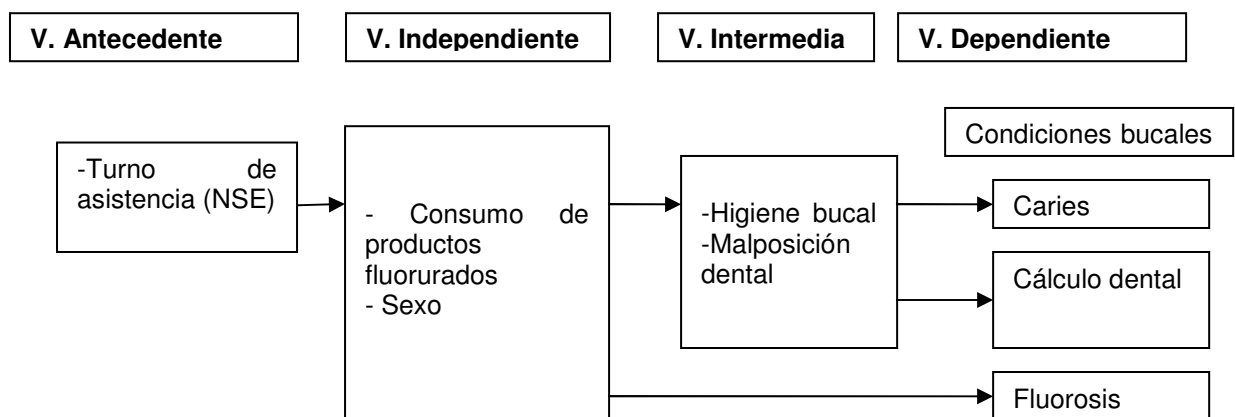 V. Antecedente
V. Independiente
V. Intermedia
V. Dependiente
Condiciones bucales
-Turno de
asistencia (NSE)
- Consumo de
productos
fluorurados
- Sexo
-Higiene bucal
-Malposición
dental
Caries
Cálculo dental
Fluorosis